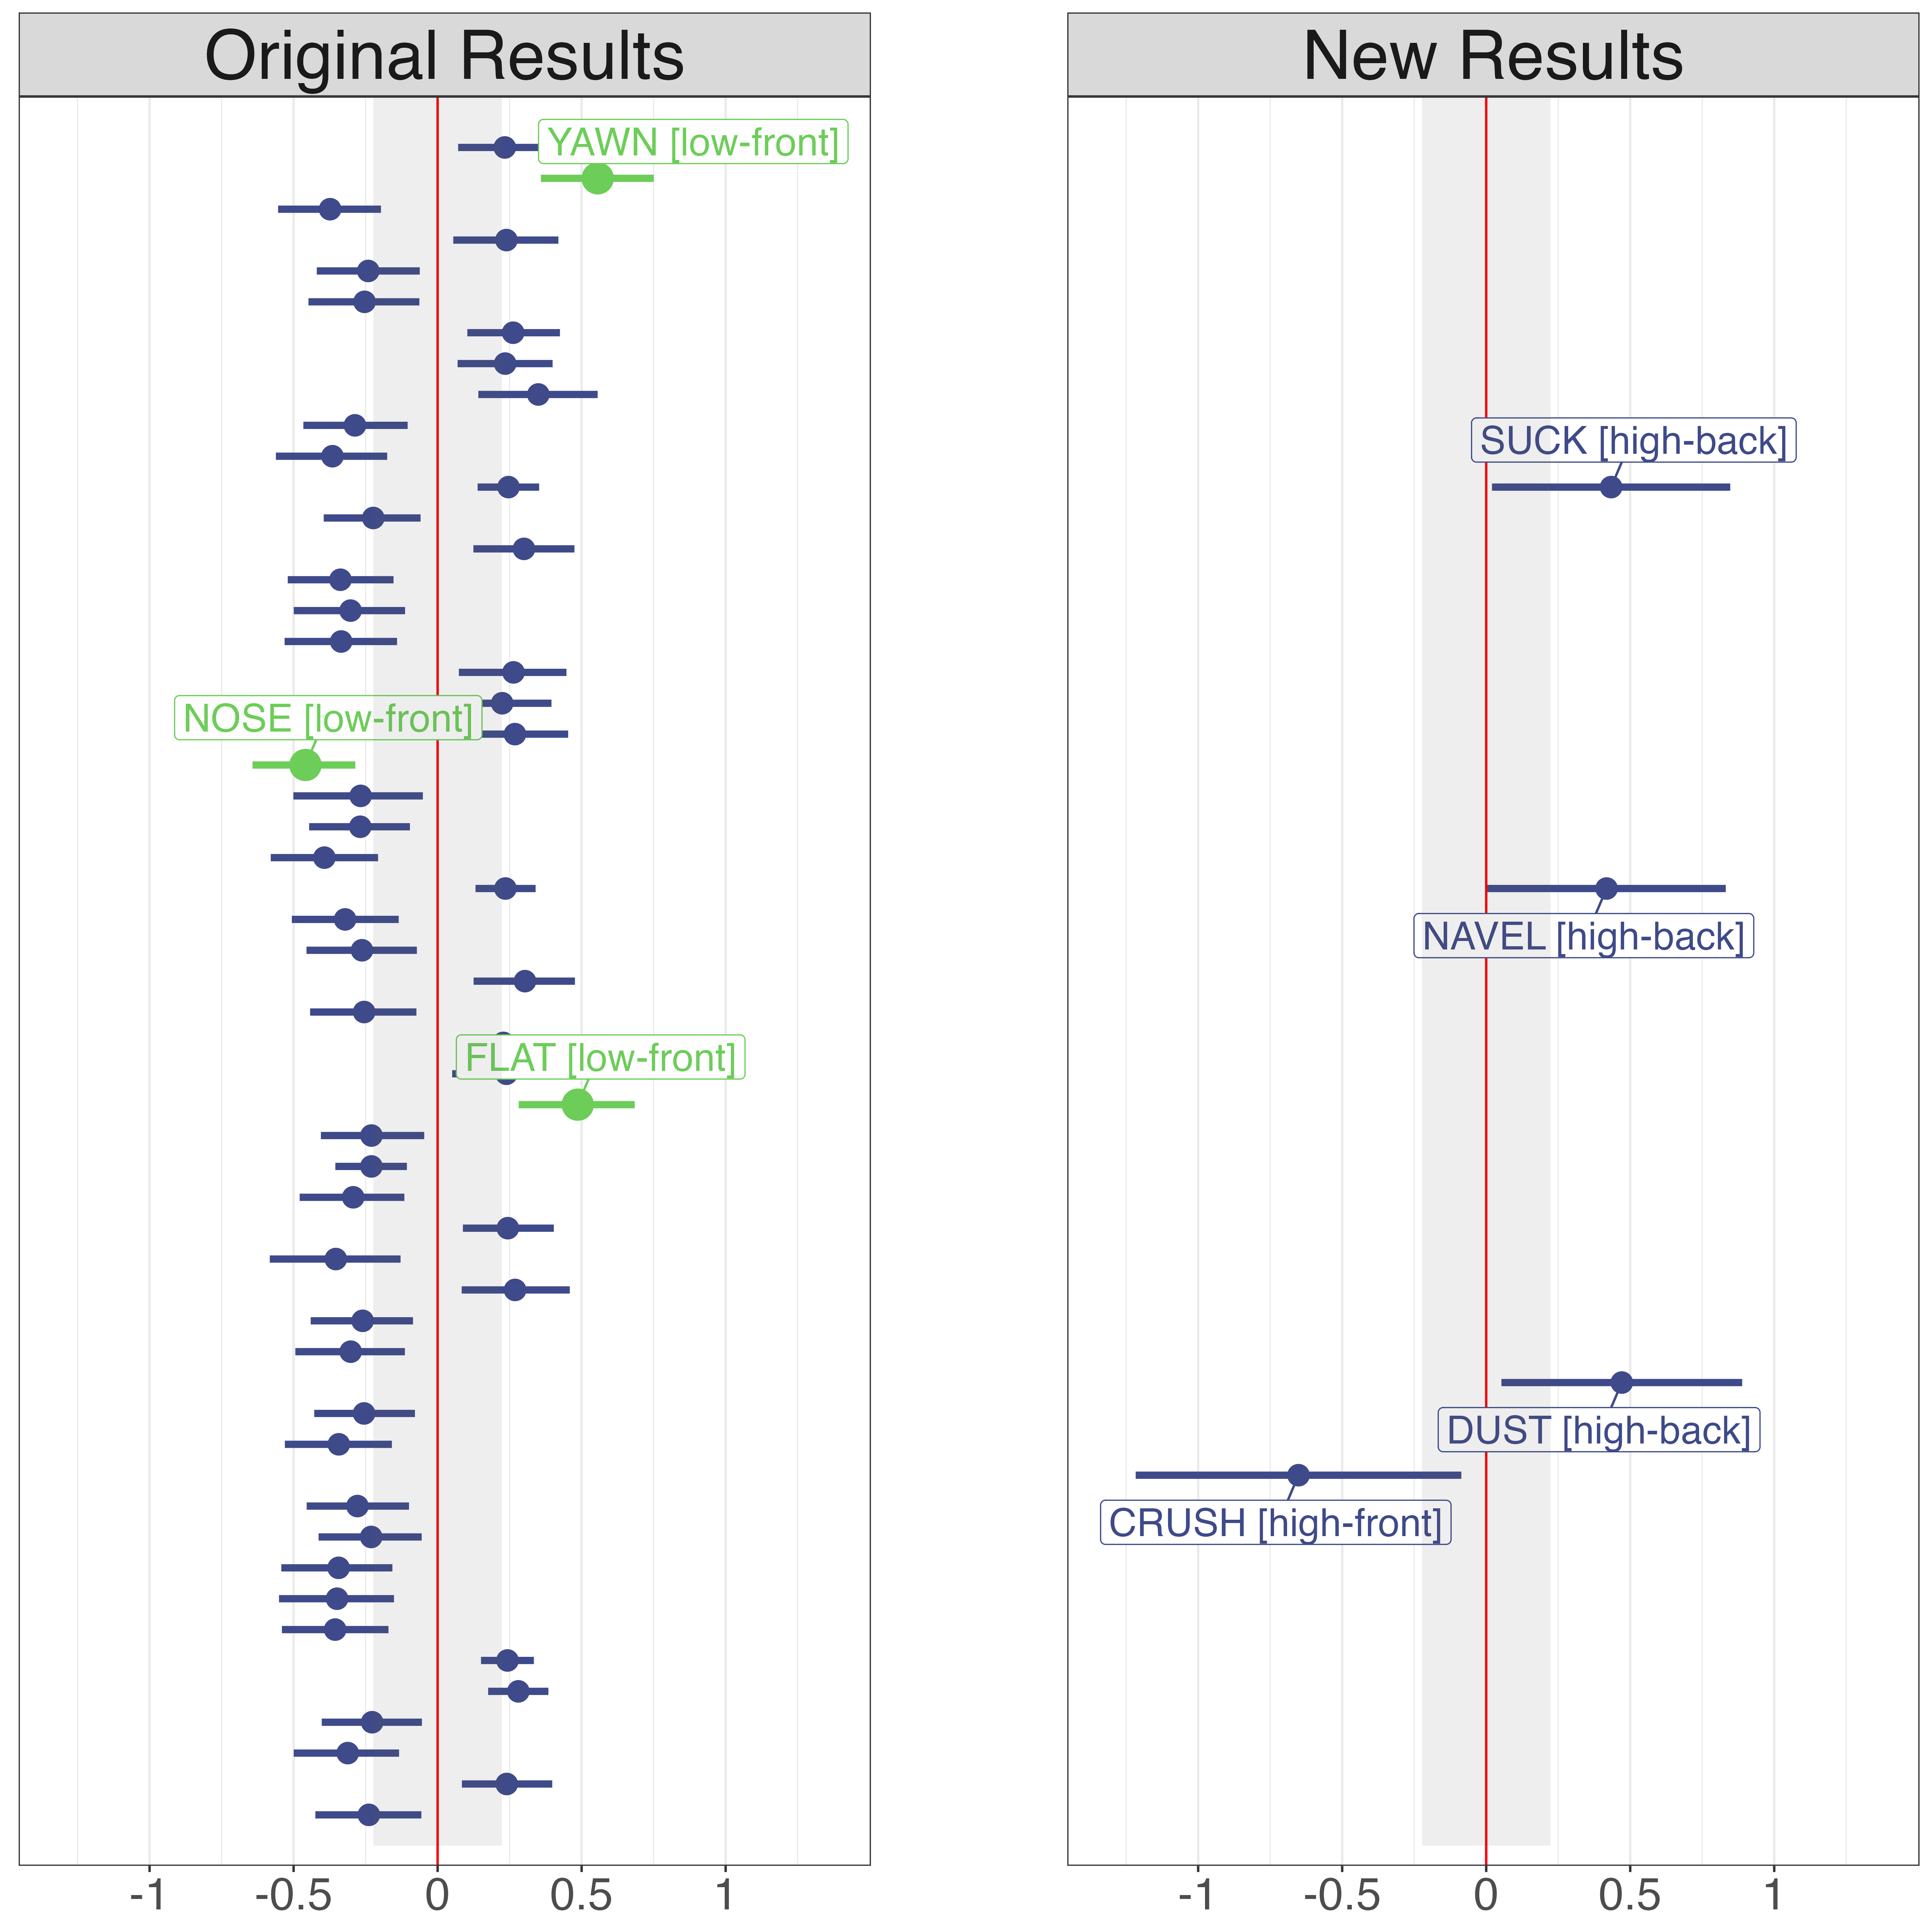 Original Results
YAWN [low-front]
NOSE [low-front]
FLAT [low-front]
-1 -0.5 0 0.5 1
New Results
SUCK [high-back]
NAVEL [high-back]
DUST [high-back]
CRUSH [high-front]
-1 -0.5 0 0.5 1